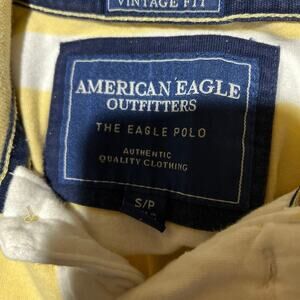 VINTAGE FIT
AMERICAN EAGLE
OUTFITTERS
THE EAGLE POLO
AUTHENTIC
QUALITY CLOTHING
S/P